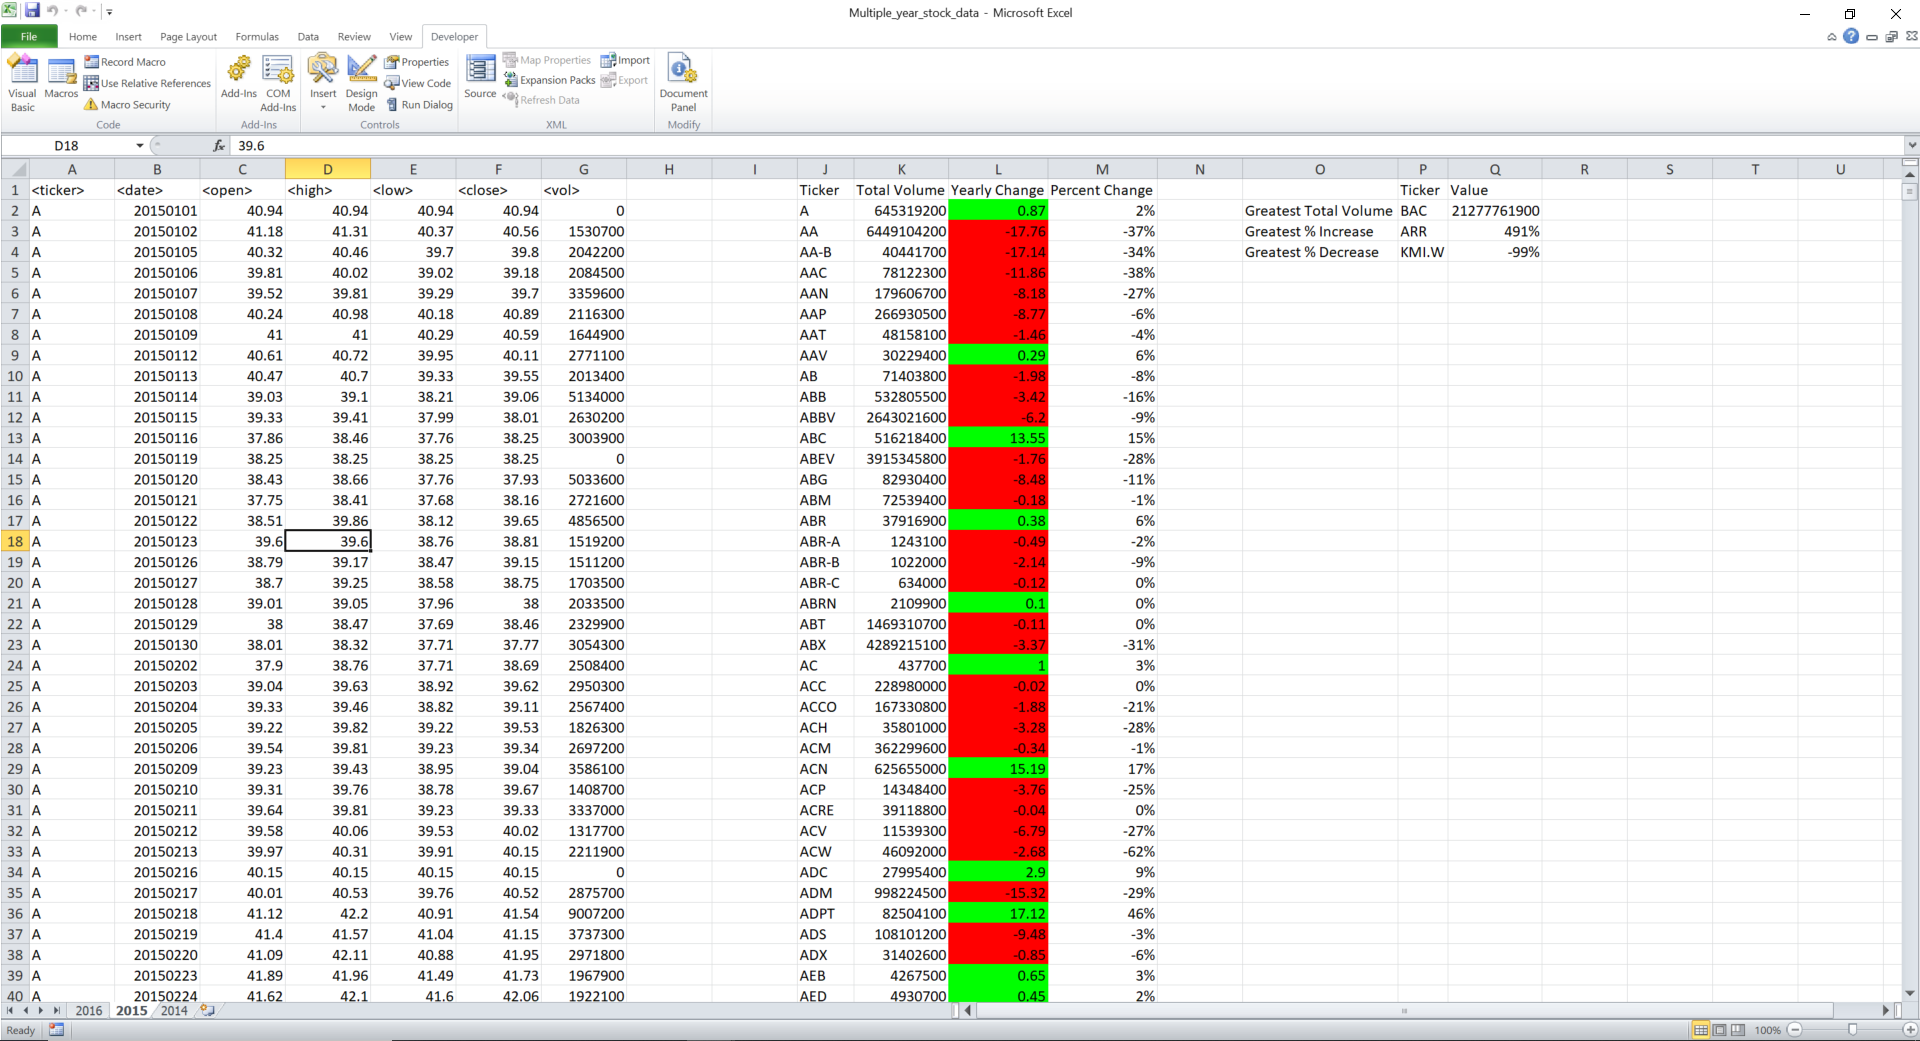 Multiple_year_stock_data - Microsoft Excel
File Home Insert Page Layout Formulas Data Review View Developer
Visual Basic
Macros
Record Macro
Use Relative References
Macro Security
Code
Add-Ins
COM Add-Ins
Add-Ins
Insert
Design Mode
Properties
View Code
Run Dialog
Controls
Source
Map Properties
Expansion Packs
Refresh Data
Import
Export
XML
Document Panel
Modify
D18 fx 39.6
A B C D E F G H I J K L M N O P Q R S T U
1 <ticker> <date> <open> <high> <low> <close> <vol> Ticker Total Volume Yearly Change Percent Change Ticker Value
2 A 20150101 40.94 40.94 40.94 40.94 0 A 645319200 0.87 2% Greatest Total Volume BAC 21277761900
3 A 20150102 41.18 41.31 40.37 40.56 1530700 AA 6449104200 -17.76 -37% Greatest % Increase ARR 491%
4 A 20150105 40.32 40.46 39.7 39.8 2042200 AA-B 40441700 -17.14 -34% Greatest % Decrease KMI.W -99%
5 A 20150106 39.81 40.02 39.02 39.18 2084500 AAC 78122300 -11.86 -38%
6 A 20150107 39.52 39.81 39.29 39.7 3359600 AAN 179606700 -8.18 -27%
7 A 20150108 40.24 40.98 40.18 40.89 2116300 AAP 266930500 -8.77 -6%
8 A 20150109 41 41 40.29 40.59 1644900 AAT 48158100 -1.46 -4%
9 A 20150112 40.61 40.72 39.95 40.11 2771100 AAV 30229400 0.29 6%
10 A 20150113 40.47 40.7 39.33 39.55 2013400 AB 71403800 -1.98 -8%
11 A 20150114 39.03 39.1 38.21 39.06 5134000 ABB 532805500 -3.42 -16%
12 A 20150115 39.33 39.41 37.99 38.01 2630200 ABBV 2643021600 -6.2 -9%
13 A 20150116 37.86 38.46 37.76 38.25 3003900 ABC 516218400 13.55 15%
14 A 20150119 38.25 38.25 38.25 38.25 0 ABEV 3915345800 -1.76 -28%
15 A 20150120 38.43 38.66 37.76 37.93 5033600 ABG 82930400 -8.48 -11%
16 A 20150121 37.75 38.41 37.68 38.16 2721600 ABM 72539400 -0.18 -1%
17 A 20150122 38.51 39.86 38.12 39.65 4856500 ABR 37916900 0.38 6%
18 A 20150123 39.6 39.6 38.76 38.81 1519200 ABR-A 1243100 -0.49 -2%
19 A 20150126 38.79 39.17 38.47 39.15 1511200 ABR-B 1022000 -2.14 -9%
20 A 20150127 38.7 39.25 38.58 38.75 1703500 ABR-C 634000 -0.12 0%
21 A 20150128 39.01 39.05 37.96 38 2033500 ABRN 2109900 0.1 0%
22 A 20150129 38 38.47 37.69 38.46 2329900 ABT 1469310700 -0.11 0%
23 A 20150130 38.01 38.32 37.71 37.77 3054300 ABX 4289215100 -3.37 -31%
24 A 20150202 37.9 38.76 37.71 38.69 2508400 AC 437700 1 3%
25 A 20150203 39.04 39.63 38.92 39.62 2950300 ACC 228980000 -0.02 0%
26 A 20150204 39.33 39.46 38.82 39.11 2567400 ACCO 167330800 -1.88 -21%
27 A 20150205 39.22 39.82 39.22 39.53 1826300 ACH 35801000 -3.28 -28%
28 A 20150206 39.54 39.81 39.23 39.34 2697200 ACM 362299600 -0.34 -1%
29 A 20150209 39.23 39.43 38.95 39.04 3586100 ACN 625655000 15.19 17%
30 A 20150210 39.31 39.76 38.78 39.67 1408700 ACP 14348400 -3.76 -25%
31 A 20150211 39.64 39.81 39.23 39.33 3337000 ACRE 39118800 -0.04 0%
32 A 20150212 39.58 40.06 39.53 40.02 1317700 ACV 11539300 -6.79 -27%
33 A 20150213 39.97 40.31 39.91 40.15 2211900 ACW 46092000 -2.68 -62%
34 A 20150216 40.15 40.15 40.15 40.15 0 ADC 27995400 2.9 9%
35 A 20150217 40.01 40.53 39.76 40.52 2875700 ADM 998224500 -15.32 -29%
36 A 20150218 41.12 42.2 40.91 41.54 9007200 ADPT 82504100 17.12 46%
37 A 20150219 41.4 41.57 41.04 41.15 3737300 ADS 108101200 -9.48 -3%
38 A 20150220 41.09 42.11 40.88 41.95 2971800 ADX 31402600 -0.85 -6%
39 A 20150223 41.89 41.96 41.49 41.73 1967900 AEB 4267500 0.65 3%
40 A 20150224 41.62 42.1 41.6 42.06 1922100 AED 4930700 0.45 2%
2016 2015 2014
Ready 100%